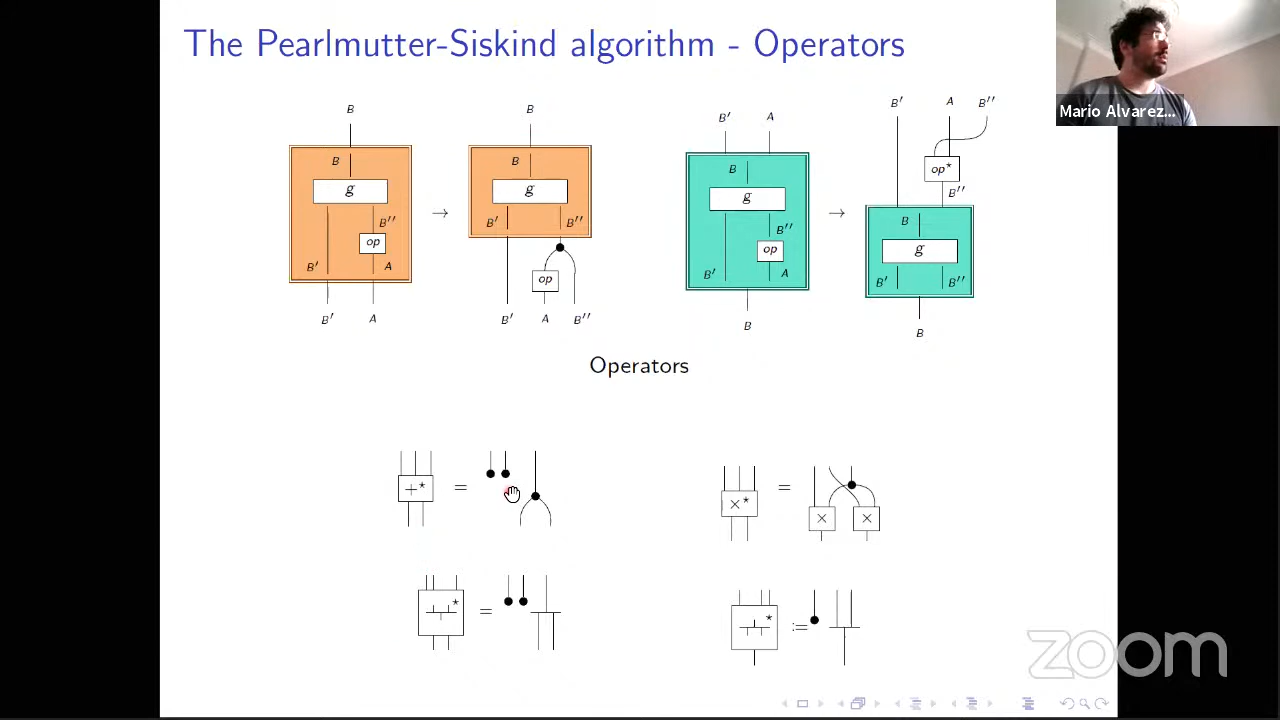 The Pearlmutter-Siskind algorithm - Operators
Mario Alvarez...
B
B
g
B′′
op
B′
A
B′
A
→
B
B
g
B′
B′′
op
B′
A
B′′
B′
A
B
g
B′′
op
B′
A
B
→
B′
A
B′′
op*
B′′
B
g
B′
B′′
B
Operators
+* =
×* = × ×
* =
* :=
zoom